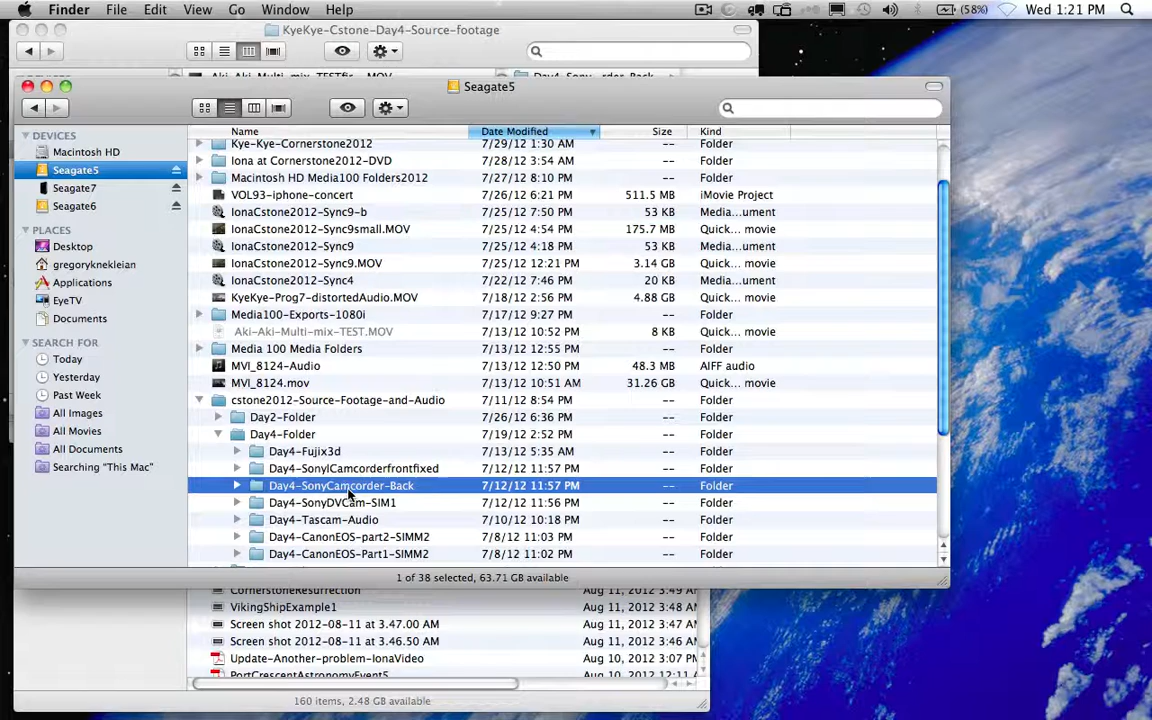 Finder File Edit View Go Window Help (58%) Wed 1:21 PM
KyeKye-Cstone-Day4-Source-footage
Seagate5
DEVICES
Macintosh HD
Seagate5
Seagate7
Seagate6
PLACES
Desktop
gregoryknekleian
Applications
EyeTV
Documents
SEARCH FOR
Today
Yesterday
Past Week
All Images
All Movies
All Documents
Searching "This Mac"
Name Date Modified Size Kind
Kye-Kye-Cornerstone2012 7/29/12 1:30 AM -- Folder
Iona at Cornerstone2012-DVD 7/28/12 3:54 AM -- Folder
Macintosh HD Media100 Folders2012 7/27/12 8:10 PM -- Folder
VOL93-iphone-concert 7/26/12 6:21 PM 511.5 MB iMovie Project
IonaCstone2012-Sync9-b 7/25/12 7:50 PM 53 KB Media...ument
IonaCstone2012-Sync9small.MOV 7/25/12 4:54 PM 175.7 MB Quick... movie
IonaCstone2012-Sync9 7/25/12 4:18 PM 53 KB Media...ument
IonaCstone2012-Sync9.MOV 7/25/12 12:21 PM 3.14 GB Quick... movie
IonaCstone2012-Sync4 7/22/12 7:46 PM 20 KB Media...ument
KyeKye-Prog7-distortedAudio.MOV 7/18/12 2:56 PM 4.88 GB Quick... movie
Media100-Exports-1080i 7/17/12 9:27 PM -- Folder
Aki-Aki-Multi-mix-TEST.MOV 7/13/12 10:52 PM 8 KB Quick... movie
Media 100 Media Folders 7/13/12 12:55 PM -- Folder
MVI_8124-Audio 7/13/12 12:50 PM 48.3 MB AIFF audio
MVI_8124.mov 7/13/12 10:51 AM 31.26 GB Quick... movie
cstone2012-Source-Footage-and-Audio 7/11/12 8:54 PM -- Folder
Day2-Folder 7/26/12 6:36 PM -- Folder
Day4-Folder 7/19/12 2:52 PM -- Folder
Day4-Fujix3d 7/13/12 5:35 AM -- Folder
Day4-SonylCamcorderfrontfixed 7/12/12 11:57 PM -- Folder
Day4-SonyCamcorder-Back 7/12/12 11:57 PM -- Folder
Day4-SonyDVCam-SIM1 7/12/12 11:56 PM -- Folder
Day4-Tascam-Audio 7/10/12 10:18 PM -- Folder
Day4-CanonEOS-part2-SIMM2 7/8/12 11:03 PM -- Folder
Day4-CanonEOS-Part1-SIMM2 7/8/12 11:02 PM -- Folder
1 of 38 selected, 63.71 GB available
CornerstoneResurrection Aug 11, 2012 3:49 A
VikingShipExample1 Aug 11, 2012 3:48 A
Screen shot 2012-08-11 at 3.47.00 AM Aug 11, 2012 3:47 A
Screen shot 2012-08-11 at 3.46.50 AM Aug 11, 2012 3:46 A
Update-Another-problem-IonaVideo Aug 10, 2012 3:07 P
PortCrescentAstronomyEvent5 Aug 10, 2012 12:11
160 items, 2.48 GB available